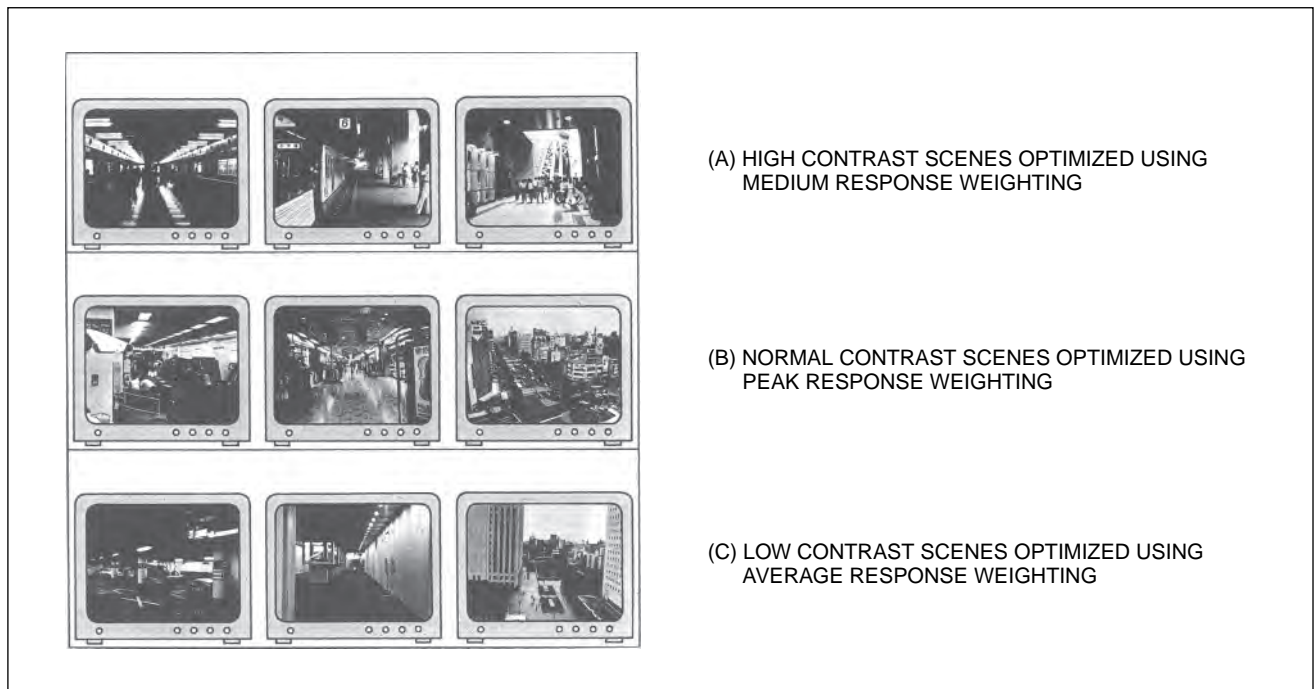 6
(A) HIGH CONTRAST SCENES OPTIMIZED USING
MEDIUM RESPONSE WEIGHTING
(B) NORMAL CONTRAST SCENES OPTIMIZED USING
PEAK RESPONSE WEIGHTING
(C) LOW CONTRAST SCENES OPTIMIZED USING
AVERAGE RESPONSE WEIGHTING